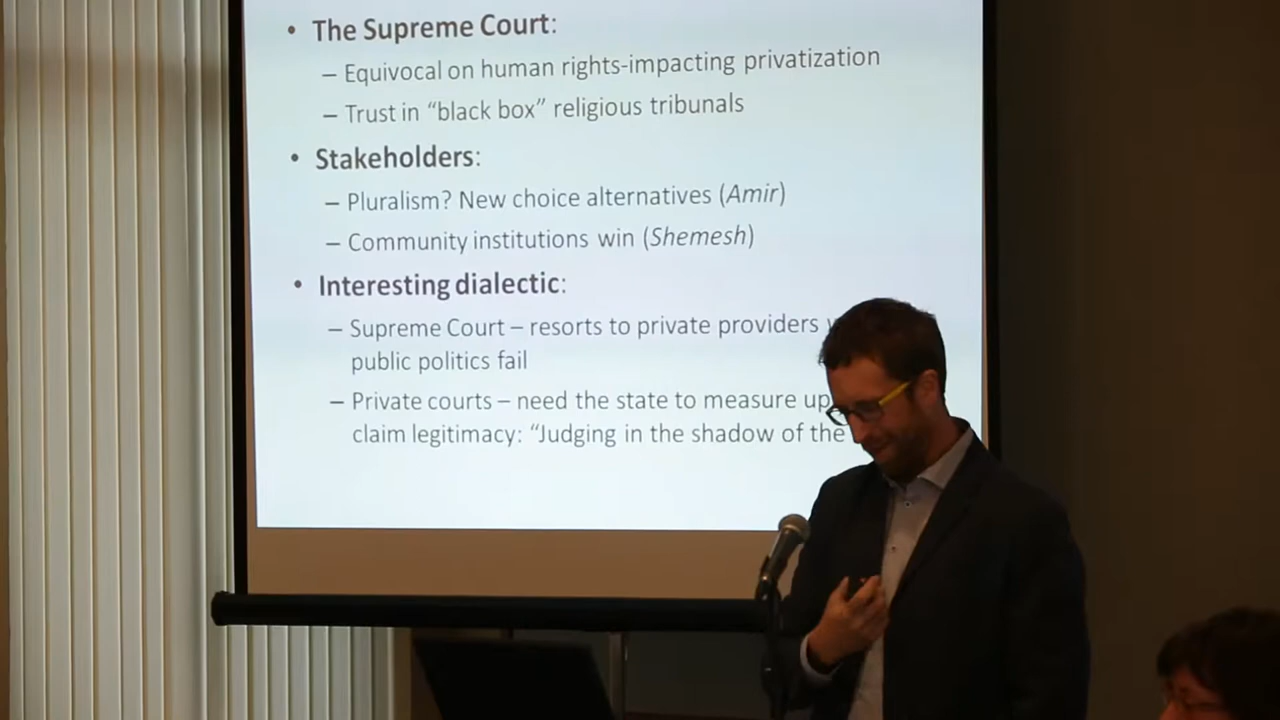 • The Supreme Court:
– Equivocal on human rights-impacting privatization
– Trust in “black box” religious tribunals
• Stakeholders:
– Pluralism? New choice alternatives (Amir)
– Community institutions win (Shemesh)
• Interesting dialectic:
– Supreme Court – resorts to private providers
public politics fail
– Private courts – need the state to measure up
claim legitimacy: “Judging in the shadow of the